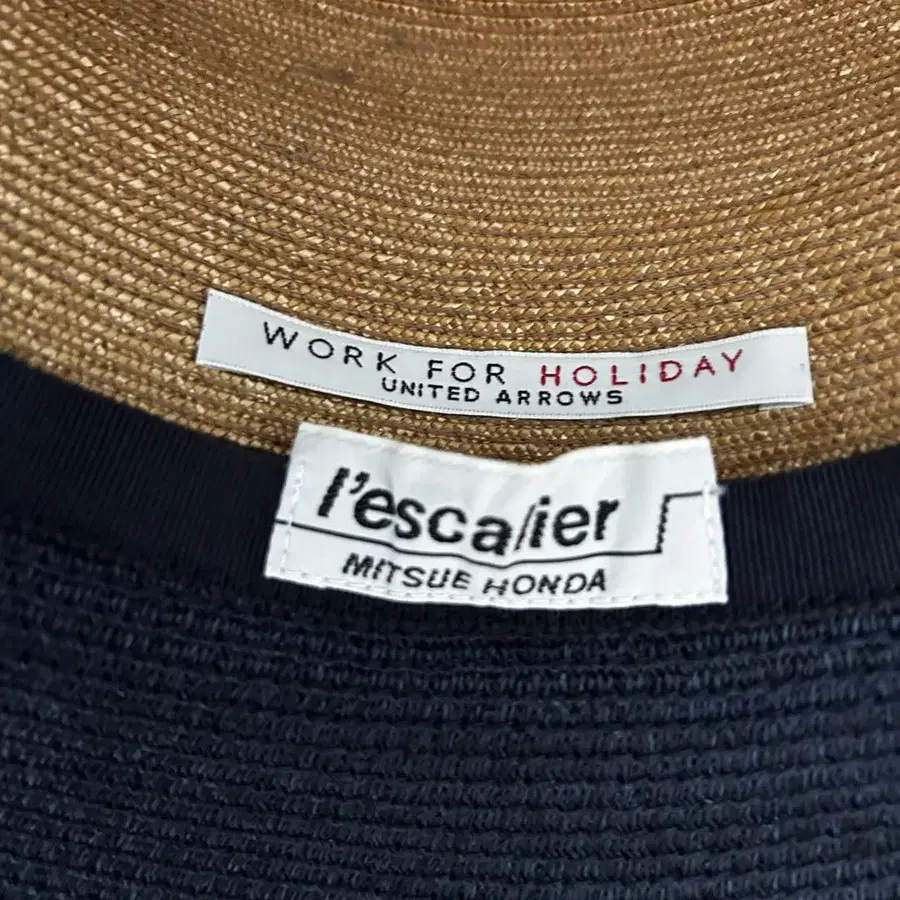 WORK FOR HOLIDAY
UNITED ARROWS
l'escalier
MITSUE HONDA